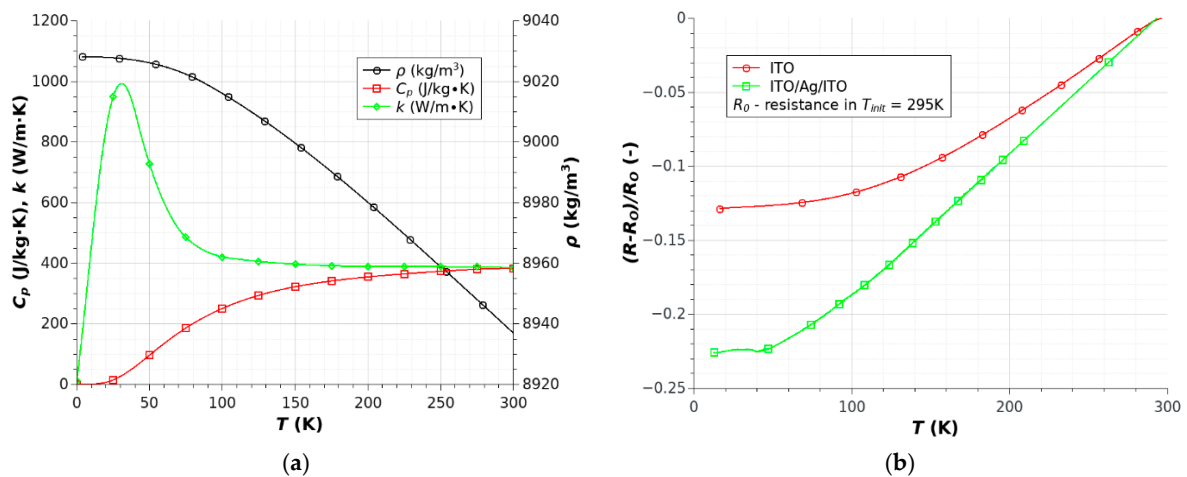 1200
1000
800
600
400
200
0
C_p (J/kg·K), k (W/m·K)
9040
9020
9000
8980
8960
8940
8920
ρ (kg/m³)
ρ (kg/m³)
C_p (J/kg•K)
k (W/m•K)
0 50 100 150 200 250 300
T (K)
(a)
0
−0.05
−0.1
−0.15
−0.2
−0.25
(R-R_O)/R_O (-)
ITO
ITO/Ag/ITO
R_0 - resistance in T_init = 295K
0 100 200 300
T (K)
(b)